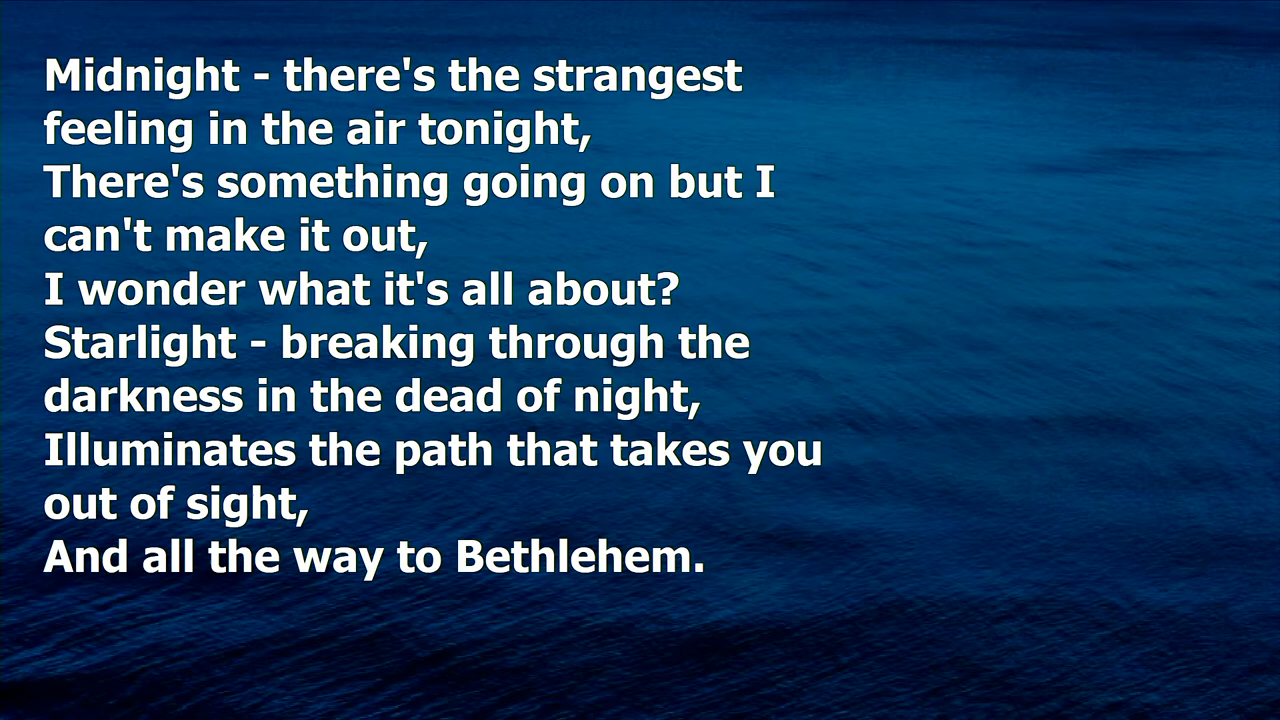 Midnight - there's the strangest
feeling in the air tonight,
There's something going on but I
can't make it out,
I wonder what it's all about?
Starlight - breaking through the
darkness in the dead of night,
Illuminates the path that takes you
out of sight,
And all the way to Bethlehem.